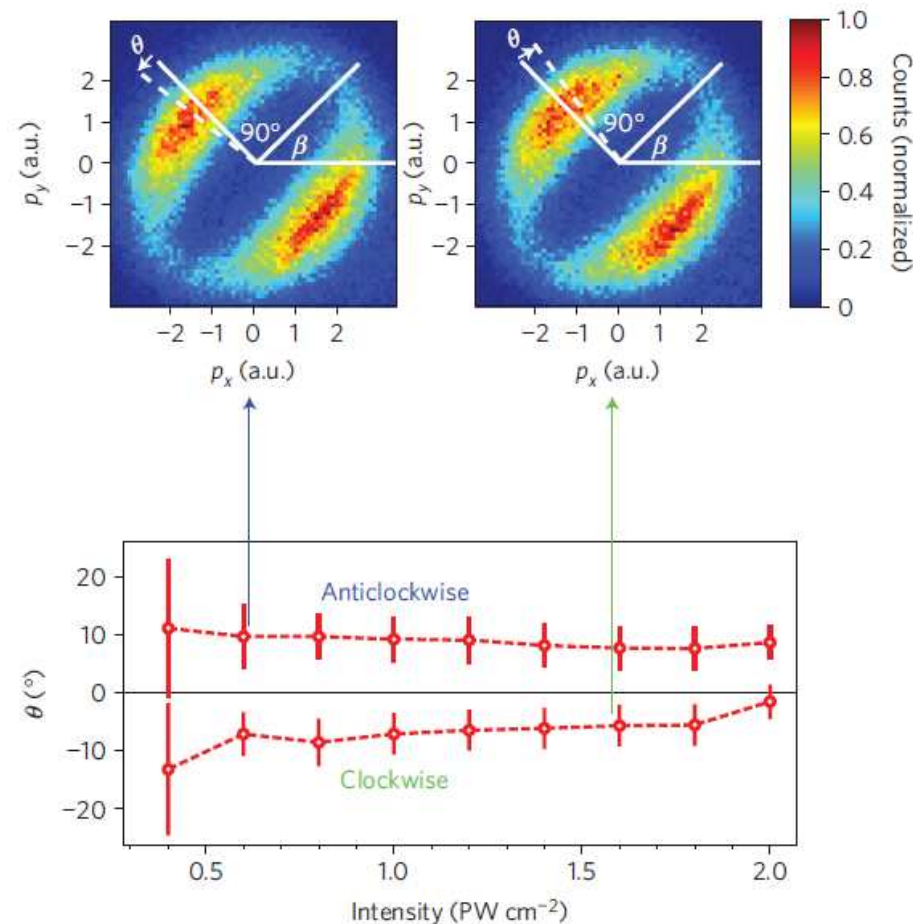 θ
90°
β
2
1
0
−1
−2
p_y (a.u.)
−2 −1 0 1 2
p_x (a.u.)
θ
90°
β
2
1
0
−1
−2
p_y (a.u.)
−2 −1 0 1 2
p_x (a.u.)
1.0
0.8
0.6
0.4
0.2
0
Counts (normalized)
20
10
0
−10
−20
θ (°)
Anticlockwise
Clockwise
0.5 1.0 1.5 2.0
Intensity (PW cm⁻²)